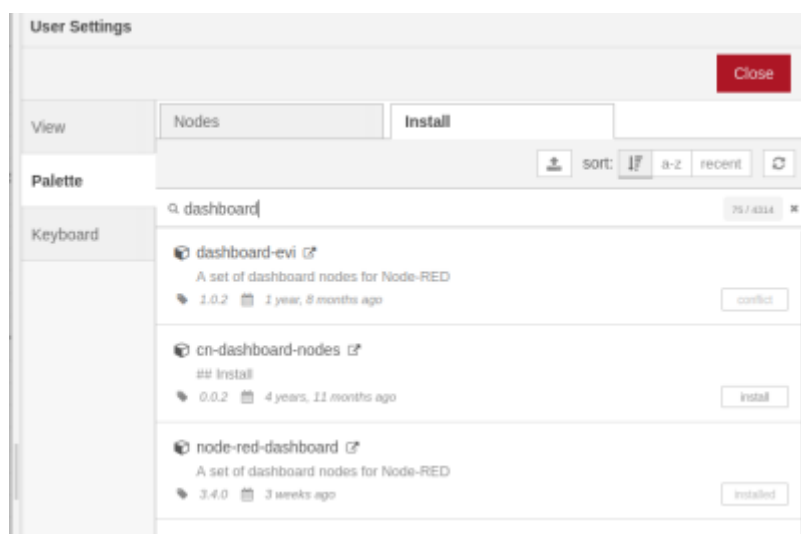 User Settings
Close
View
Palette
Keyboard
Nodes
Install
sort:
a-z
recent
dashboard
75 / 4314
dashboard-evi
A set of dashboard nodes for Node-RED
1.0.2 1 year, 8 months ago
conflict
cn-dashboard-nodes
## Install
0.0.2 4 years, 11 months ago
install
node-red-dashboard
A set of dashboard nodes for Node-RED
3.4.0 3 weeks ago
installed